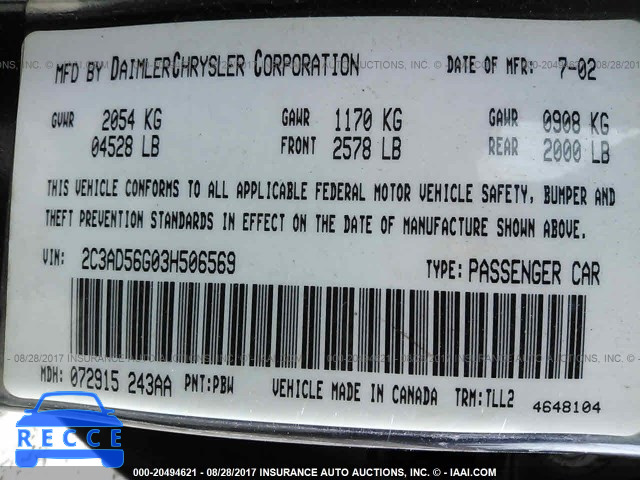 MFD BY DAIMLERCHRYSLER CORPORATION DATE OF MFR: 7-02
GVWR 2054 KG GAWR 1170 KG GAWR 0908 KG
04528 LB FRONT 2578 LB REAR 2000 LB
THIS VEHICLE CONFORMS TO ALL APPLICABLE FEDERAL MOTOR VEHICLE SAFETY, BUMPER AND
THEFT PREVENTION STANDARDS IN EFFECT ON THE DATE OF MANUFACTURE SHOWN ABOVE.
VIN: 2C3AD56G03H506569 TYPE: PASSENGER CAR
MDH: 072915 243AA PNT:PBW VEHICLE MADE IN CANADA TRM:TLL2
4648104
RECCE
000-20494621 - 08/28/2017 INSURANCE AUTO AUCTIONS, INC. - IAAI.COM